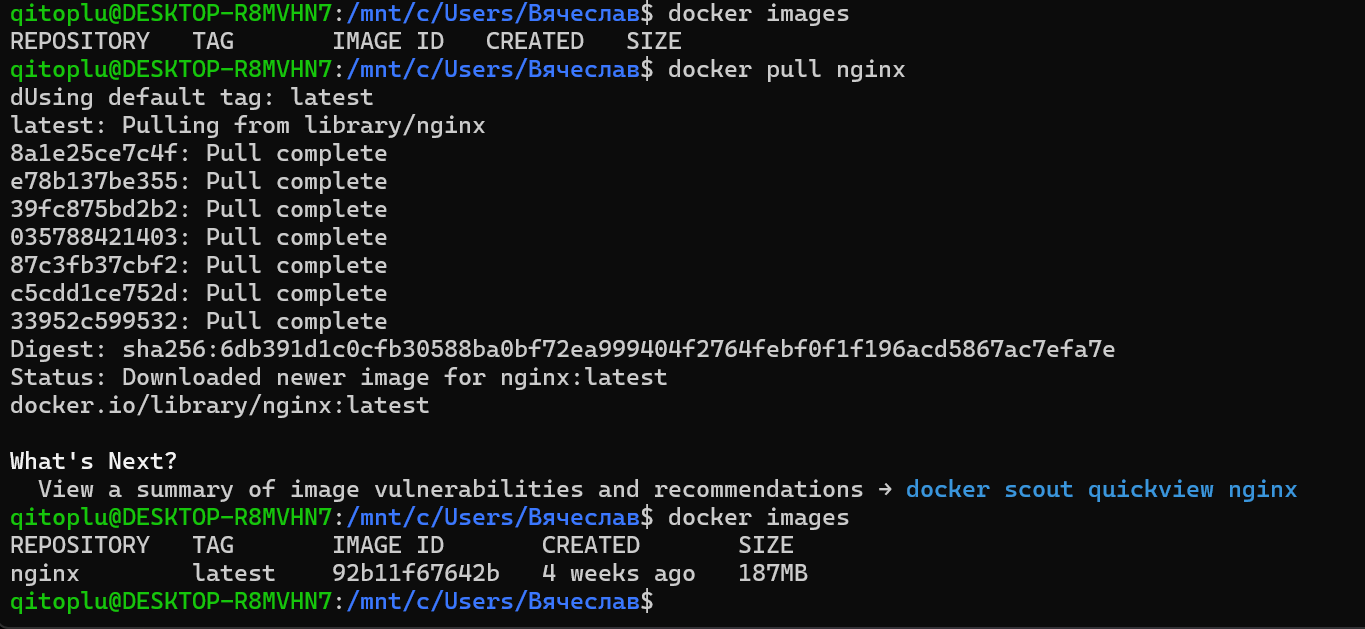 qitoplu@DESKTOP-R8MVHN7:/mnt/c/Users/Вячеслав$ docker images
REPOSITORY   TAG       IMAGE ID   CREATED   SIZE
qitoplu@DESKTOP-R8MVHN7:/mnt/c/Users/Вячеслав$ docker pull nginx
dUsing default tag: latest
latest: Pulling from library/nginx
8a1e25ce7c4f: Pull complete
e78b137be355: Pull complete
39fc875bd2b2: Pull complete
035788421403: Pull complete
87c3fb37cbf2: Pull complete
c5cdd1ce752d: Pull complete
33952c599532: Pull complete
Digest: sha256:6db391d1c0cfb30588ba0bf72ea999404f2764febf0f1f196acd5867ac7efa7e
Status: Downloaded newer image for nginx:latest
docker.io/library/nginx:latest
What's Next?
  View a summary of image vulnerabilities and recommendations → docker scout quickview nginx
qitoplu@DESKTOP-R8MVHN7:/mnt/c/Users/Вячеслав$ docker images
REPOSITORY   TAG       IMAGE ID       CREATED       SIZE
nginx        latest    92b11f67642b   4 weeks ago   187MB
qitoplu@DESKTOP-R8MVHN7:/mnt/c/Users/Вячеслав$